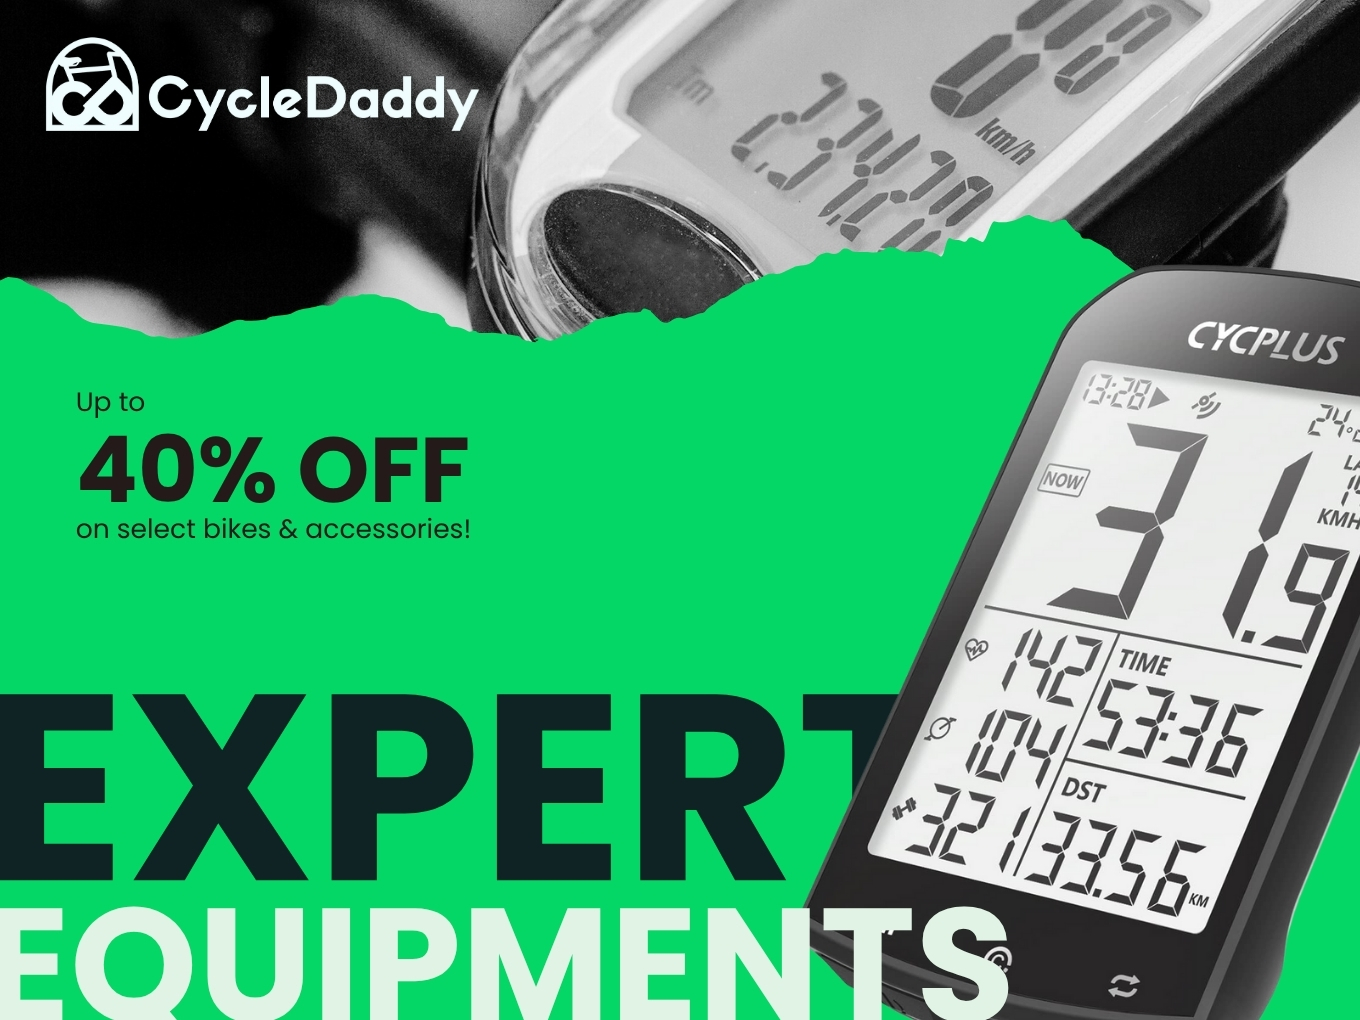 CycleDaddy
km/h
Up to
40% OFF
on select bikes & accessories!
CYCPLUS
13:28
24°C
NOW
31.9
KMH
142
TIME
104
53:36
DST
321
33.56
KM
EXPERT
EQUIPMENTS